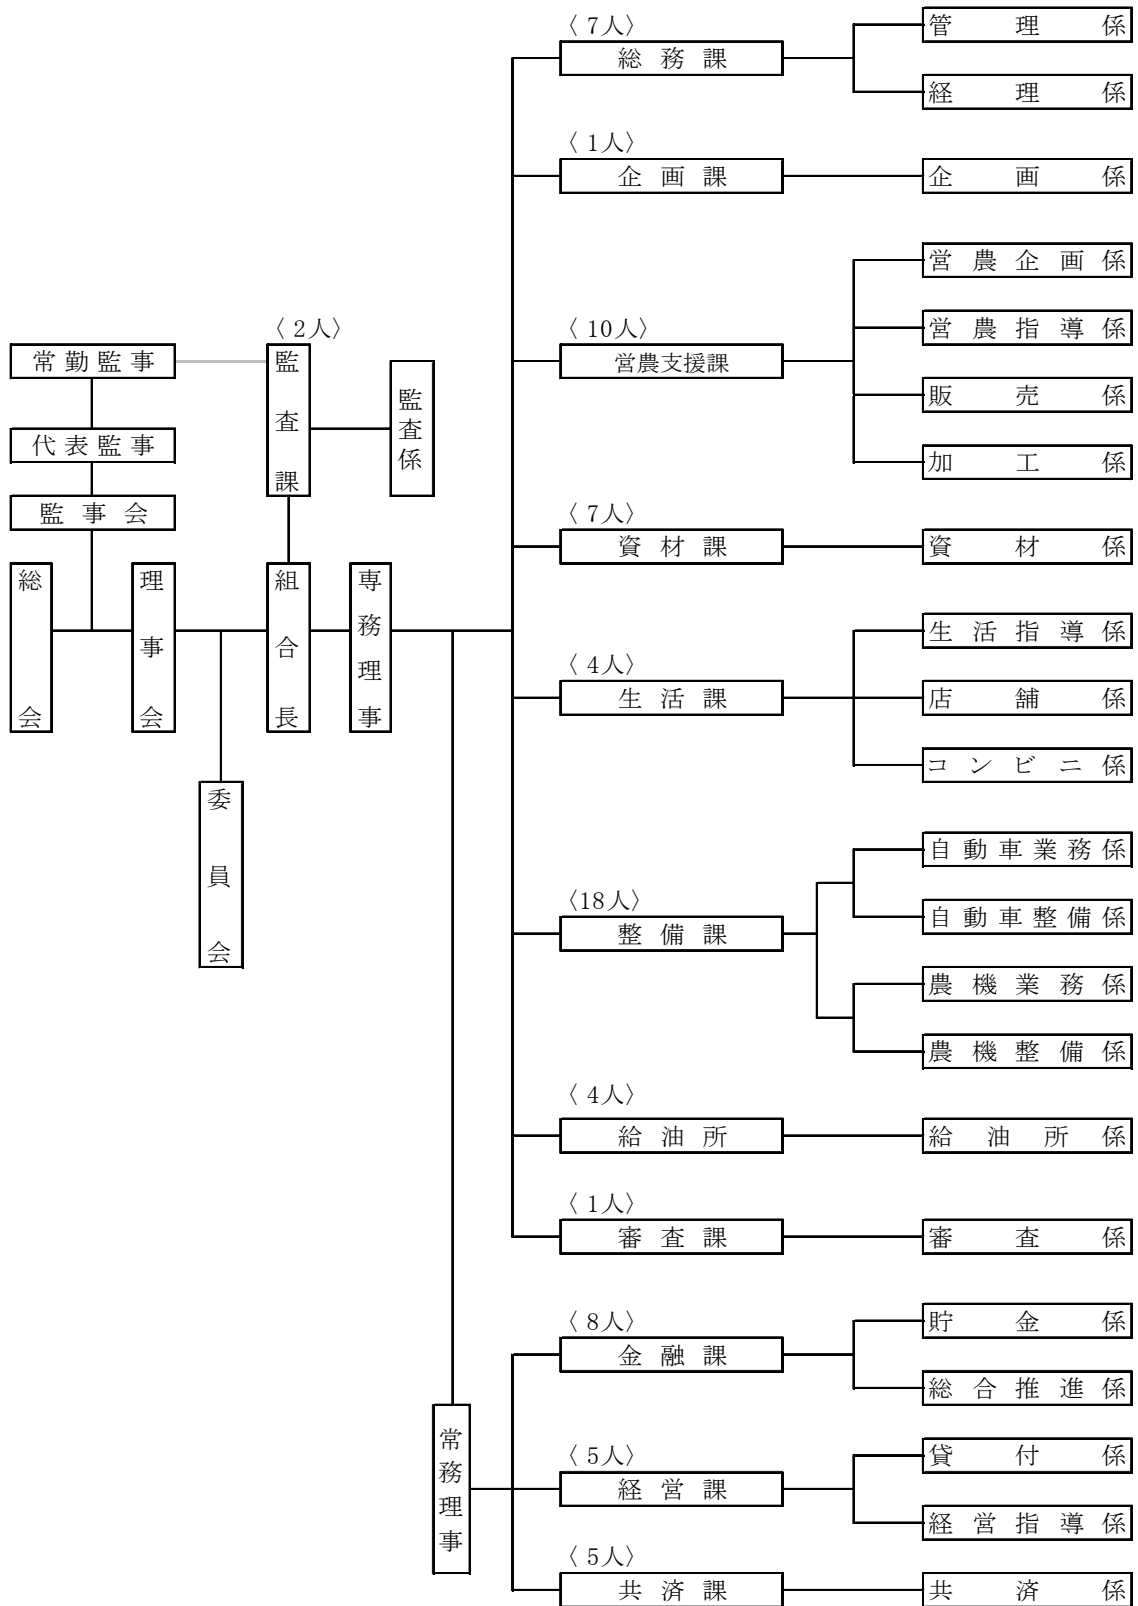 〈 7人〉
総務課
管理係
経理係
〈 1人〉
企画課
企画係
〈 10人〉
営農支援課
営農企画係
営農指導係
販売係
加工係
〈 2人〉
常勤監事
監査課
監査係
代表監事
監事会
総会
理事会
組合長
専務理事
委員会
〈 7人〉
資材課
資材係
〈 4人〉
生活課
生活指導係
店舗係
コンビニ係
〈18人〉
整備課
自動車業務係
自動車整備係
農機業務係
農機整備係
〈 4人〉
給油所
給油所係
〈 1人〉
審査課
審査係
常務理事
〈 8人〉
金融課
貯金係
総合推進係
〈 5人〉
経営課
貸付係
経営指導係
〈 5人〉
共済課
共済係